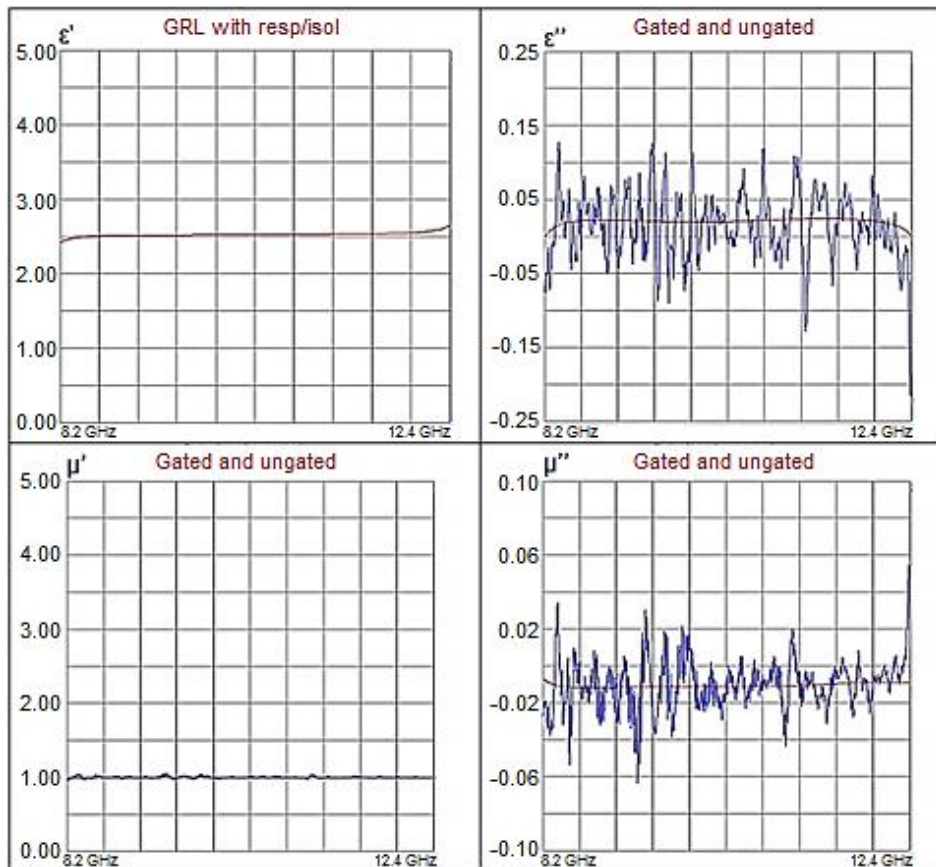 ε'
GRL with resp/isol
5.00
4.00
3.00
2.00
1.00
0.00
8.2 GHz
12.4 GHz
ε''
Gated and ungated
0.25
0.15
0.05
-0.05
-0.15
-0.25
8.2 GHz
12.4 GHz
μ'
Gated and ungated
5.00
4.00
3.00
2.00
1.00
0.00
8.2 GHz
12.4 GHz
μ''
Gated and ungated
0.10
0.06
0.02
-0.02
-0.06
-0.10
8.2 GHz
12.4 GHz